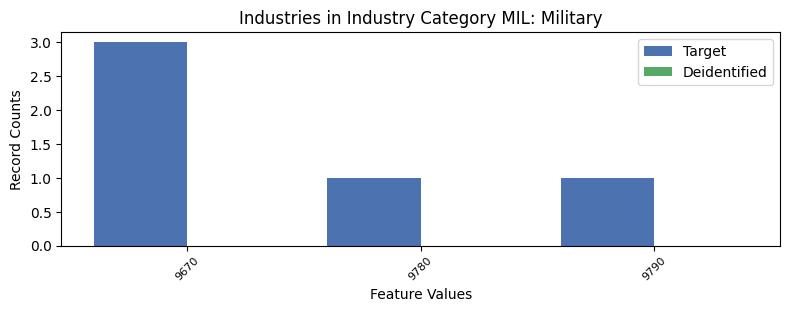 Industries in Industry Category MIL: Military
Target
Deidentified
Record Counts
3.0
2.5
2.0
1.5
1.0
0.5
0.0
9670
9780
9790
Feature Values